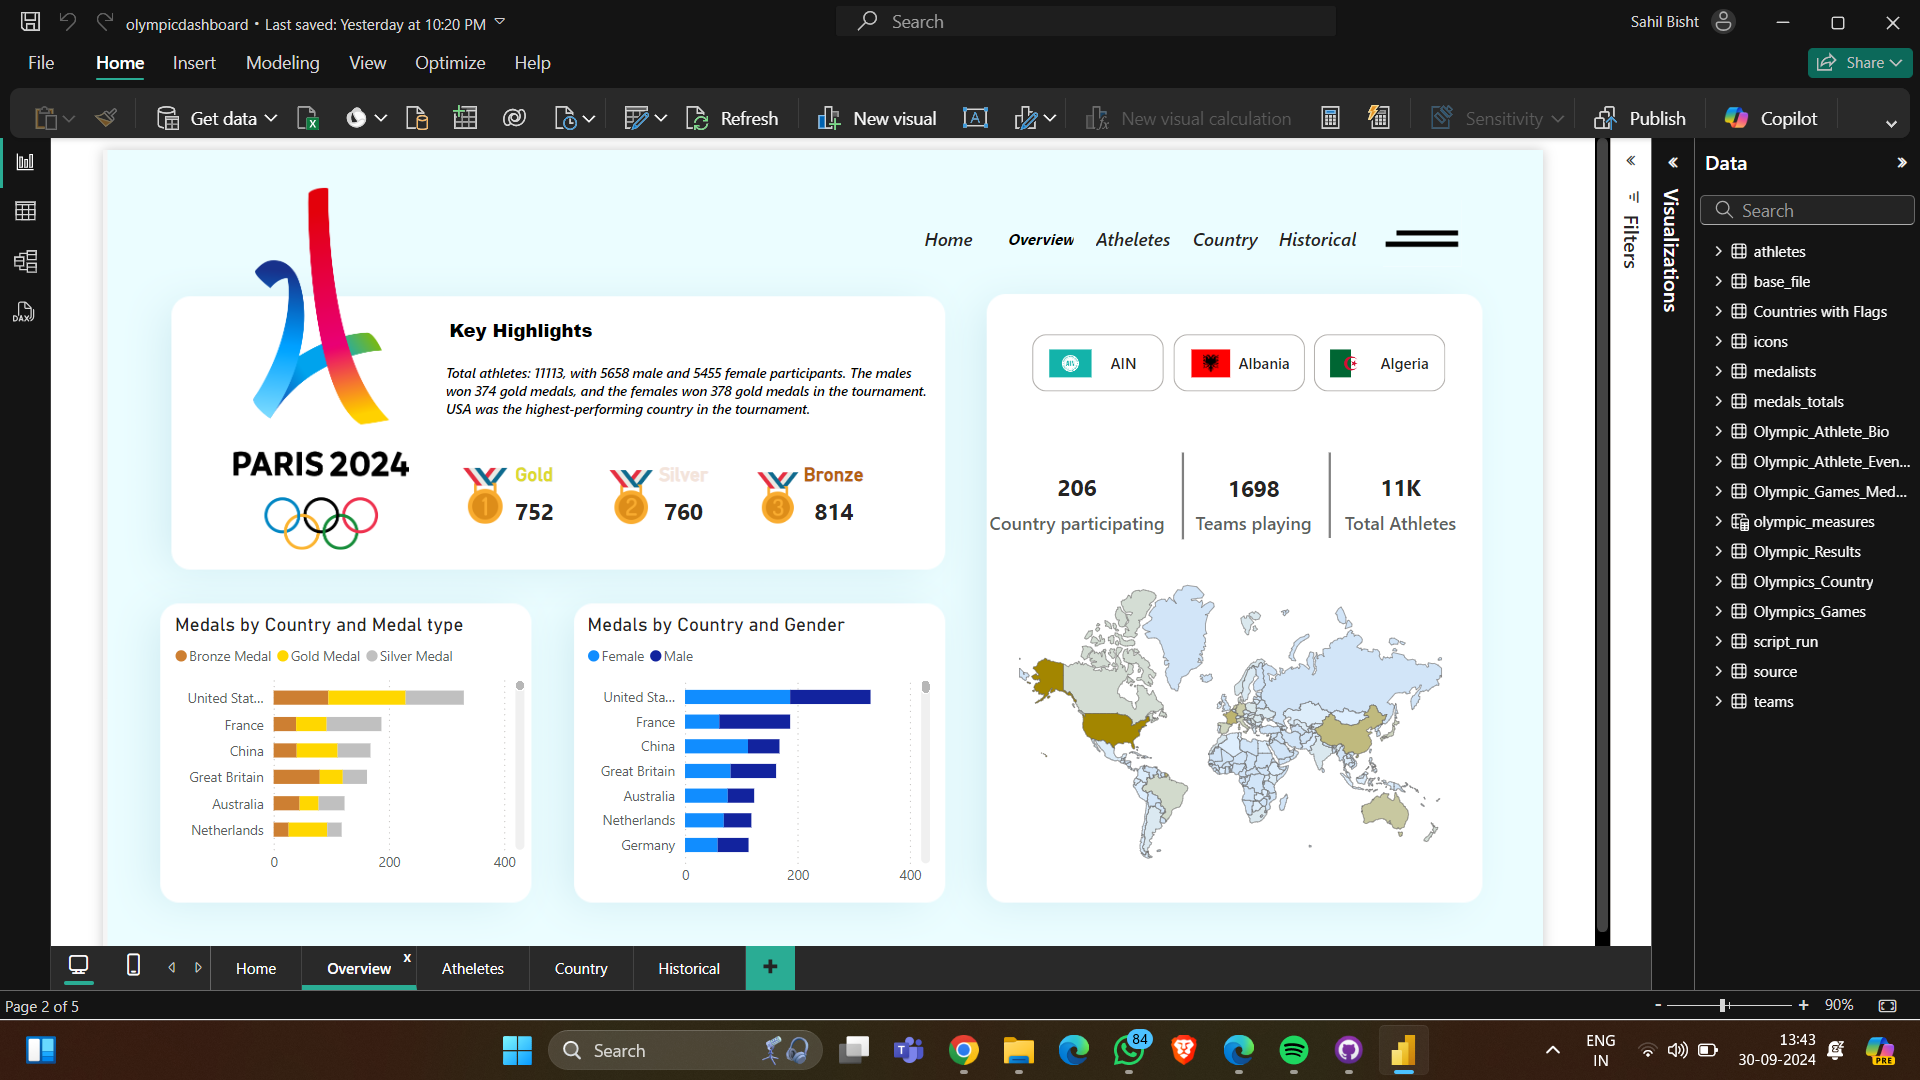 olympicdashboard • Last saved: Yesterday at 10:20 PM
Search
Sahil Bisht
File Home Insert Modeling View Optimize Help
Share
Get data
Refresh
New visual
New visual calculation
Sensitivity
Publish
Copilot
Home Overview Atheletes Country Historical
Key Highlights
Total athletes: 11113, with 5658 male and 5455 female participants. The males
won 374 gold medals, and the females won 378 gold medals in the tournament.
USA was the highest-performing country in the tournament.
PARIS 2024
Gold
752
Silver
760
Bronze
814
AIN
Albania
Algeria
206
Country participating
1698
Teams playing
11K
Total Athletes
Medals by Country and Medal type
Bronze Medal Gold Medal Silver Medal
United Stat...
France
China
Great Britain
Australia
Netherlands
0 200 400
Medals by Country and Gender
Female Male
United Sta...
France
China
Great Britain
Australia
Netherlands
Germany
0 200 400
Filters
Visualizations
Data
Search
athletes
base_file
Countries with Flags
icons
medalists
medals_totals
Olympic_Athlete_Bio
Olympic_Athlete_Even...
Olympic_Games_Med...
olympic_measures
Olympic_Results
Olympics_Country
Olympics_Games
script_run
source
teams
Home Overview x Atheletes Country Historical +
Page 2 of 5
- + 90%
Search
84
ENG
IN
13:43
30-09-2024
PRE